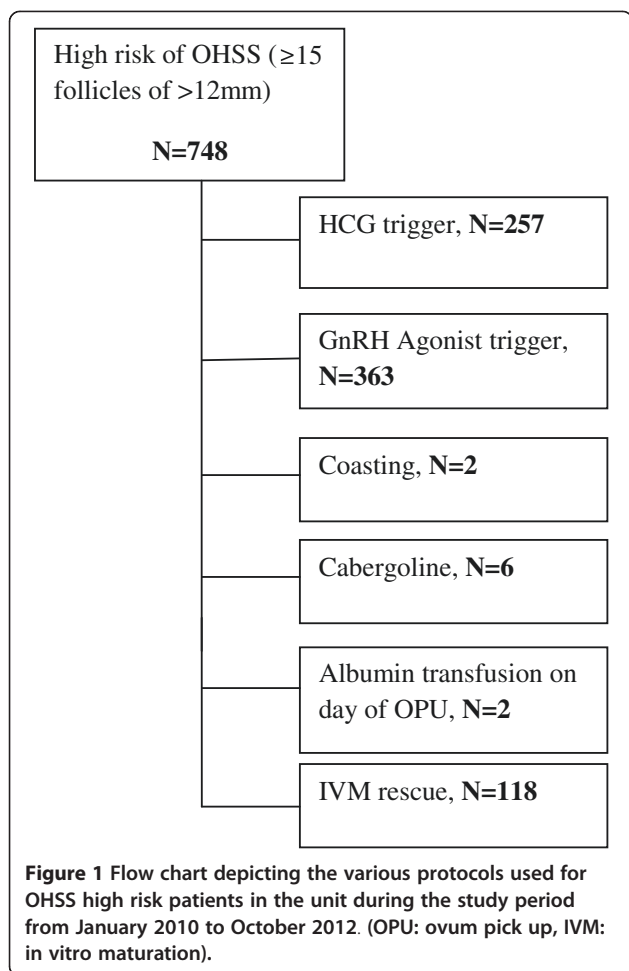 High risk of OHSS (≥15
follicles of >12mm)
N=748
HCG trigger, N=257
GnRH Agonist trigger,
N=363
Coasting, N=2
Cabergoline, N=6
Albumin transfusion on
day of OPU, N=2
IVM rescue, N=118
Figure 1 Flow chart depicting the various protocols used for
OHSS high risk patients in the unit during the study period
from January 2010 to October 2012. (OPU: ovum pick up, IVM:
in vitro maturation).